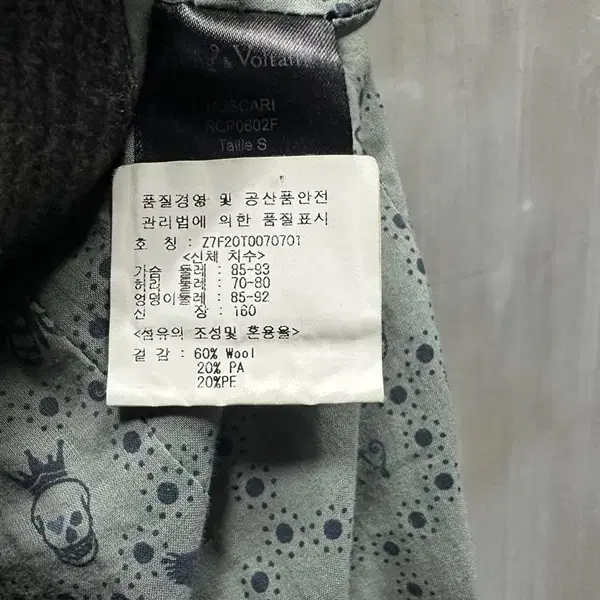 & Voltair
MUSCARI
RCP0602F
Taille S
품질경영 및 공산품안전
관리법에 의한 품질표시
호 칭 : Z7F20T0070701
<신체 치수>
가슴 둘레 : 85-93
허리 둘레 : 70-80
엉덩이둘레 : 85-92
신 장 : 160
<섬유의 조성및 혼용율>
겉 감 : 60% Wool
20% PA
20%PE